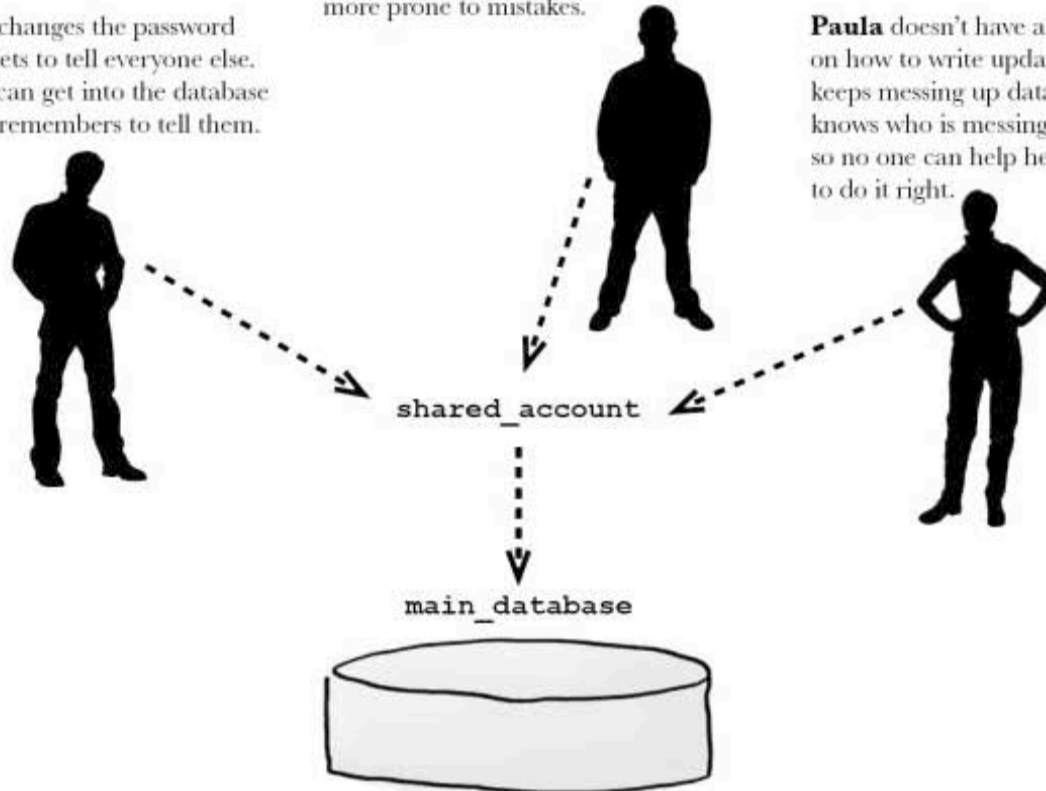 changes the password
ets to tell everyone else.
can get into the database
remembers to tell them.
more prone to mistakes.
Paula doesn't have a
on how to write upda
keeps messing up data
knows who is messing
so no one can help he
to do it right.
shared_account
main_database